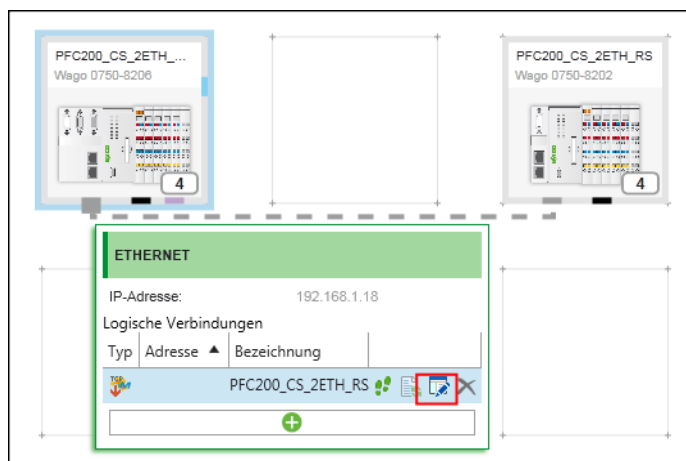 PFC200_CS_2ETH_...
Wago 0750-8206
4
PFC200_CS_2ETH_RS
Wago 0750-8202
4
ETHERNET
IP-Adresse: 192.168.1.18
Logische Verbindungen
Typ Adresse ▲ Bezeichnung
PFC200_CS_2ETH_RS